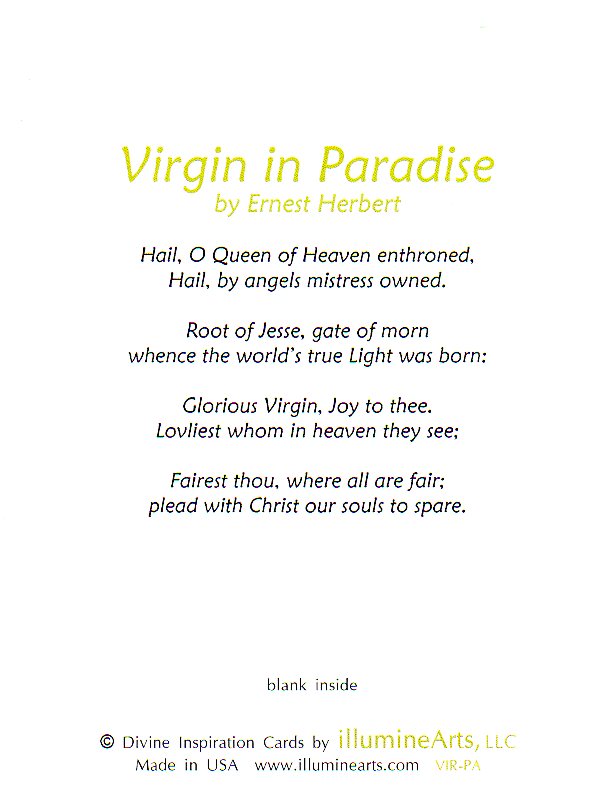 Virgin in Paradise
by Ernest Herbert
Hail, O Queen of Heaven enthroned,
Hail, by angels mistress owned.
Root of Jesse, gate of morn
whence the world's true Light was born:
Glorious Virgin, Joy to thee.
Lovliest whom in heaven they see;
Fairest thou, where all are fair;
plead with Christ our souls to spare.
blank inside
© Divine Inspiration Cards by illumineArts, LLC
Made in USA www.illuminearts.com VIR-PA